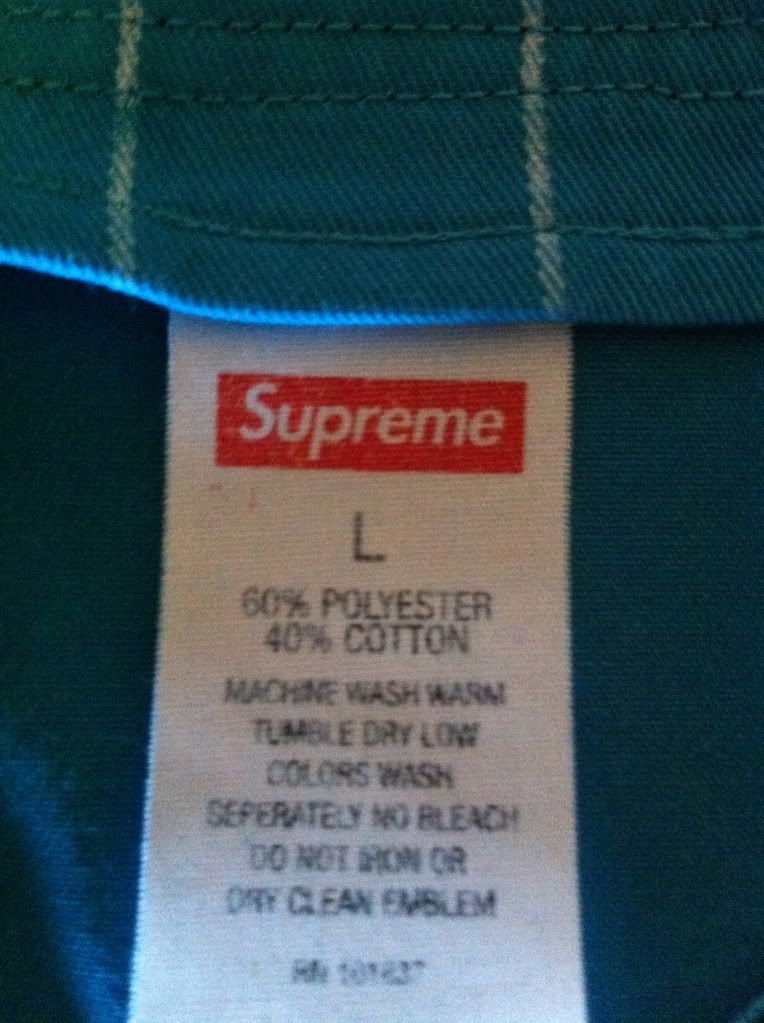 Supreme
L
60% POLYESTER
40% COTTON
MACHINE WASH WARM
TUMBLE DRY LOW
COLORS WASH
SEPERATELY NO BLEACH
DO NOT IRON OR
DRY CLEAN EMBLEM
RN